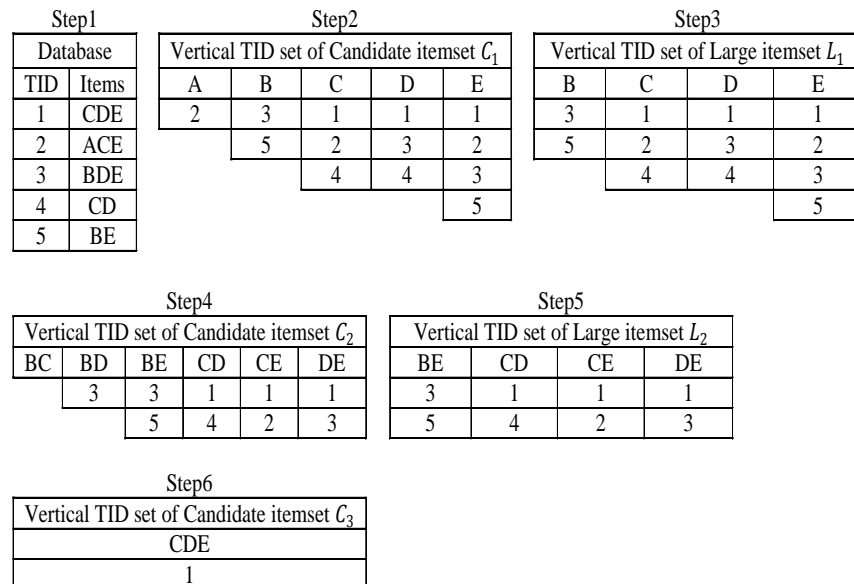 Step1 Step2 Step3
Database Vertical TID set of Candidate itemset C₁ Vertical TID set of Large itemset L₁
TID Items A B C D E B C D E
1 CDE 2 3 1 1 1 3 1 1 1
2 ACE 5 2 3 2 5 2 3 2
3 BDE 4 4 3 4 4 3
4 CD 5 5
5 BE
Step4 Step5
Vertical TID set of Candidate itemset C₂ Vertical TID set of Large itemset L₂
BC BD BE CD CE DE BE CD CE DE
3 3 1 1 1 3 1 1 1
5 4 2 3 5 4 2 3
Step6
Vertical TID set of Candidate itemset C₃
CDE
1